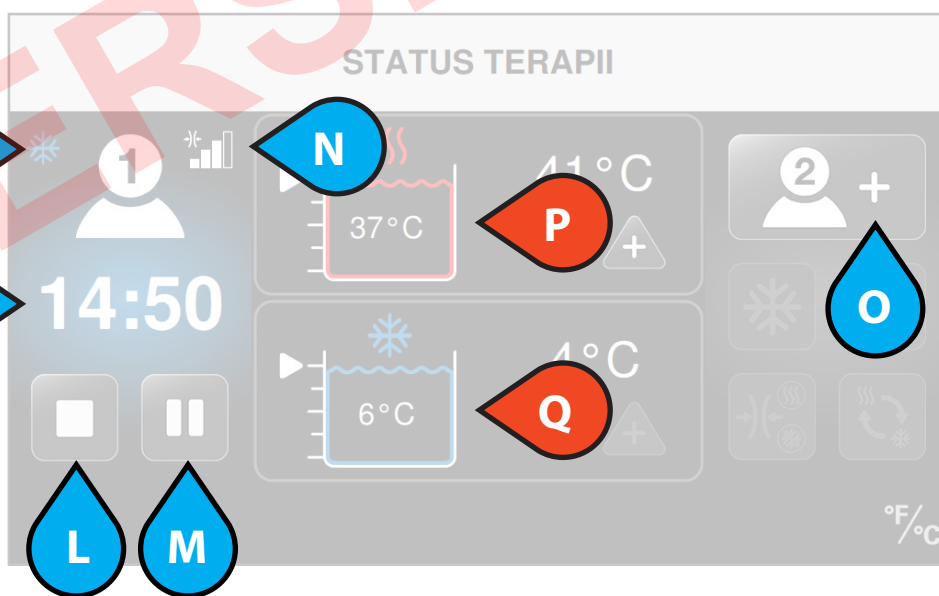 STATUS TERAPII
1
N
41°C
37°C
P
+
2
+
14:50
O
4°C
6°C
Q
+
L
M
°F/°C